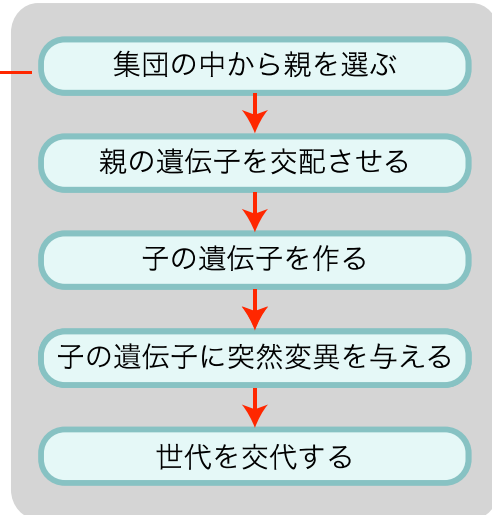 集団の中から親を選ぶ
親の遺伝子を交配させる
子の遺伝子を作る
子の遺伝子に突然変異を与える
世代を交代する